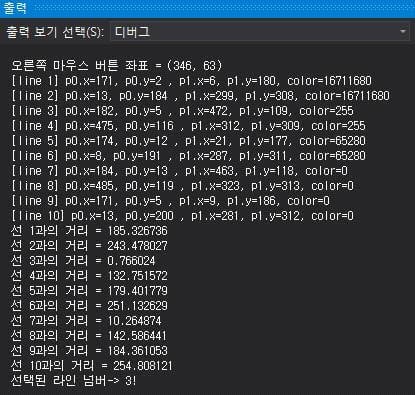 출력
출력 보기 선택(S): 디버그
오른쪽 마우스 버튼 좌표 = (346, 63)
[line 1] p0.x=171, p0.y=2 , p1.x=6, p1.y=180, color=16711680
[line 2] p0.x=13, p0.y=184 , p1.x=299, p1.y=308, color=16711680
[line 3] p0.x=182, p0.y=5 , p1.x=472, p1.y=109, color=255
[line 4] p0.x=475, p0.y=116 , p1.x=312, p1.y=309, color=255
[line 5] p0.x=174, p0.y=12 , p1.x=21, p1.y=177, color=65280
[line 6] p0.x=8, p0.y=191 , p1.x=287, p1.y=311, color=65280
[line 7] p0.x=184, p0.y=13 , p1.x=463, p1.y=118, color=0
[line 8] p0.x=485, p0.y=119 , p1.x=323, p1.y=313, color=0
[line 9] p0.x=171, p0.y=5 , p1.x=9, p1.y=186, color=0
[line 10] p0.x=13, p0.y=200 , p1.x=281, p1.y=312, color=0
선 1과의 거리 = 185.326736
선 2과의 거리 = 243.478027
선 3과의 거리 = 0.766024
선 4과의 거리 = 132.751572
선 5과의 거리 = 179.401779
선 6과의 거리 = 251.132629
선 7과의 거리 = 10.264874
선 8과의 거리 = 142.586441
선 9과의 거리 = 184.361053
선 10과의 거리 = 254.808121
선택된 라인 넘버-> 3!